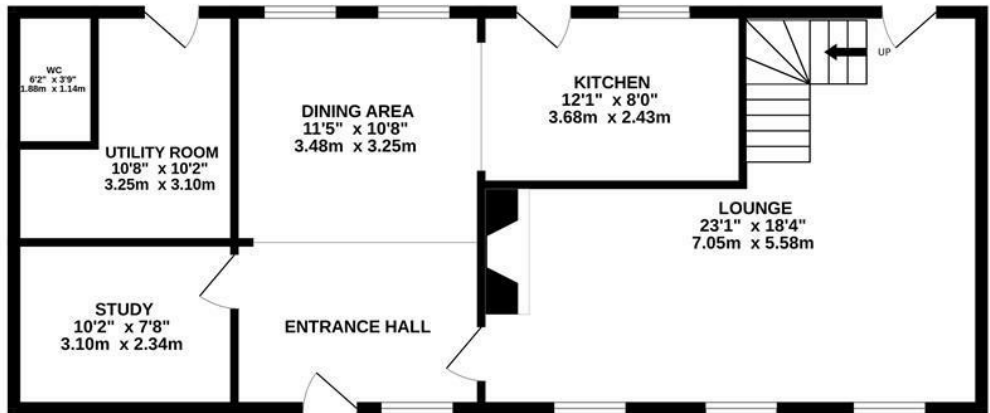 WC
6'2" x 3'9"
1.88m x 1.14m
UTILITY ROOM
10'8" x 10'2"
3.25m x 3.10m
DINING AREA
11'5" x 10'8"
3.48m x 3.25m
KITCHEN
12'1" x 8'0"
3.68m x 2.43m
UP
LOUNGE
23'1" x 18'4"
7.05m x 5.58m
STUDY
10'2" x 7'8"
3.10m x 2.34m
ENTRANCE HALL